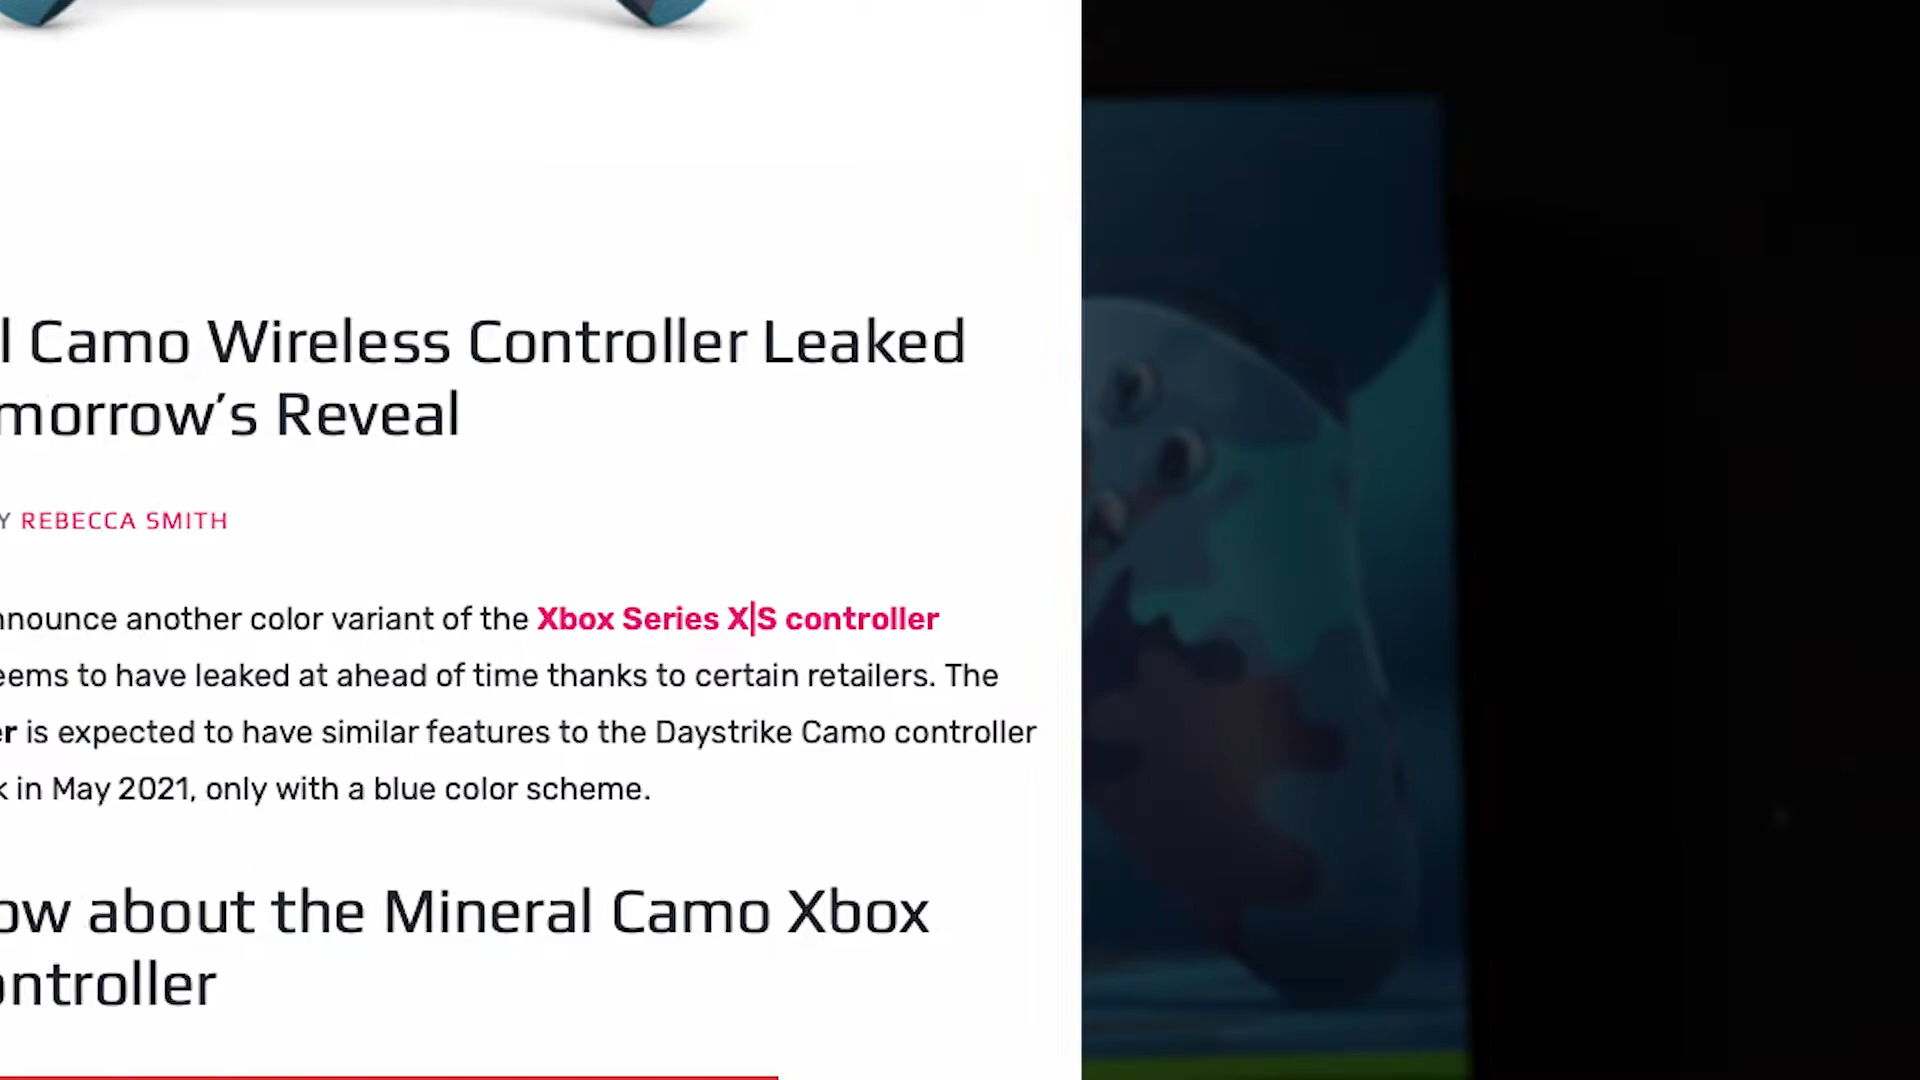 l Camo Wireless Controller Leaked
morrow’s Reveal
Y REBECCA SMITH
nnounce another color variant of the Xbox Series X|S controller
eems to have leaked at ahead of time thanks to certain retailers. The
er is expected to have similar features to the Daystrike Camo controller
k in May 2021, only with a blue color scheme.
ow about the Mineral Camo Xbox
ontroller